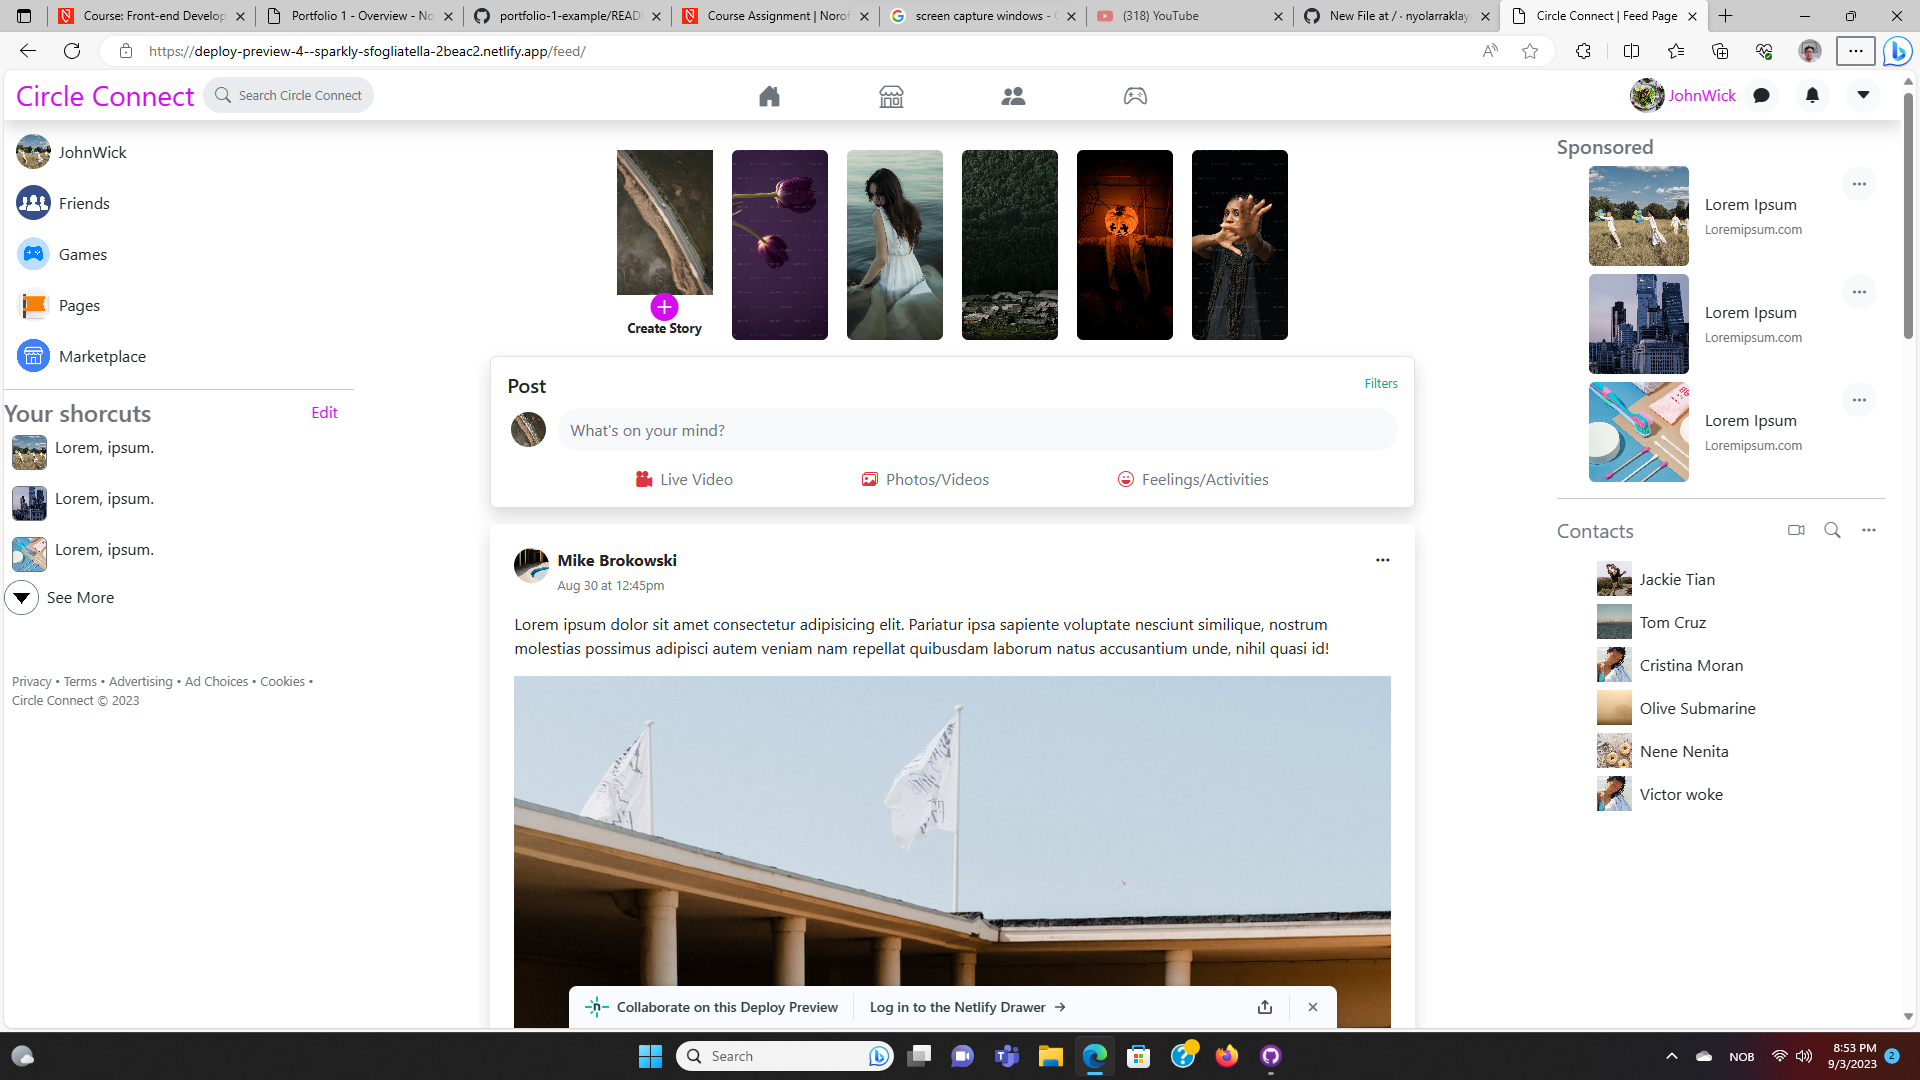 Course: Front-end Develop
Portfolio 1 - Overview - No
portfolio-1-example/READ
Course Assignment | Norof
screen capture windows - G
(318) YouTube
New File at / · nyolarraklay
Circle Connect | Feed Page
https://deploy-preview-4--sparkly-sfogliatella-2beac2.netlify.app/feed/
Circle Connect
Search Circle Connect
JohnWick
JohnWick
Friends
Games
Pages
Marketplace
Your shorcuts
Edit
Lorem, ipsum.
Lorem, ipsum.
Lorem, ipsum.
See More
Privacy • Terms • Advertising • Ad Choices • Cookies •
Circle Connect © 2023
Create Story
Post
Filters
What's on your mind?
Live Video
Photos/Videos
Feelings/Activities
Mike Brokowski
Aug 30 at 12:45pm
Lorem ipsum dolor sit amet consectetur adipisicing elit. Pariatur ipsa sapiente voluptate nesciunt similique, nostrum
molestias possimus adipisci autem veniam nam repellat quibusdam laborum natus accusantium unde, nihil quasi id!
Sponsored
Lorem Ipsum
Loremipsum.com
Lorem Ipsum
Loremipsum.com
Lorem Ipsum
Loremipsum.com
Contacts
Jackie Tian
Tom Cruz
Cristina Moran
Olive Submarine
Nene Nenita
Victor woke
Collaborate on this Deploy Preview
Log in to the Netlify Drawer →
Search
NOB
8:53 PM
9/3/2023
2